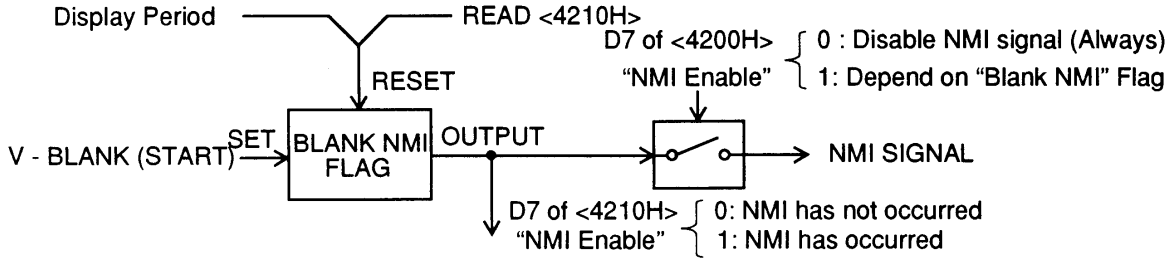 Display Period
READ <4210H>
RESET
D7 of <4200H>
"NMI Enable"
0 : Disable NMI signal (Always)
1: Depend on "Blank NMI" Flag
V - BLANK (START)
SET
BLANK NMI
FLAG
OUTPUT
NMI SIGNAL
D7 of <4210H>
“NMI Enable”
0: NMI has not occurred
1: NMI has occurred